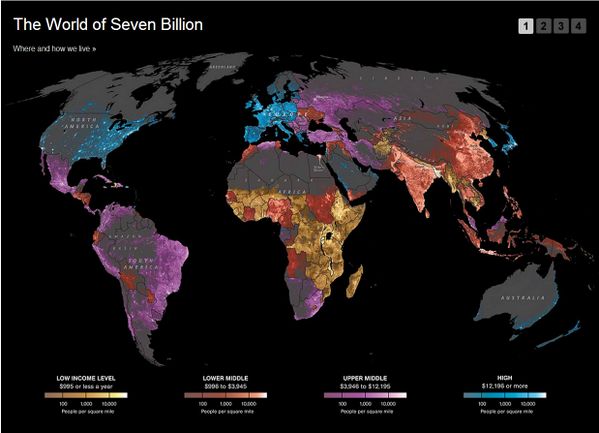 The World of Seven Billion
1 2 3 4
Where and how we live »
GREENLAND
SIBERIA
NORTH
AMERICA
EUROPE
ASIA
AFRICA
AMAZON
BASIN
SOUTH
AMERICA
AUSTRALIA
LOW INCOME LEVEL
$995 or less a year
100 1,000 10,000
People per square mile
LOWER MIDDLE
$996 to $3,945
100 1,000 10,000
People per square mile
UPPER MIDDLE
$3,946 to $12,195
100 1,000 10,000
People per square mile
HIGH
$12,196 or more
100 1,000 10,000
People per square mile